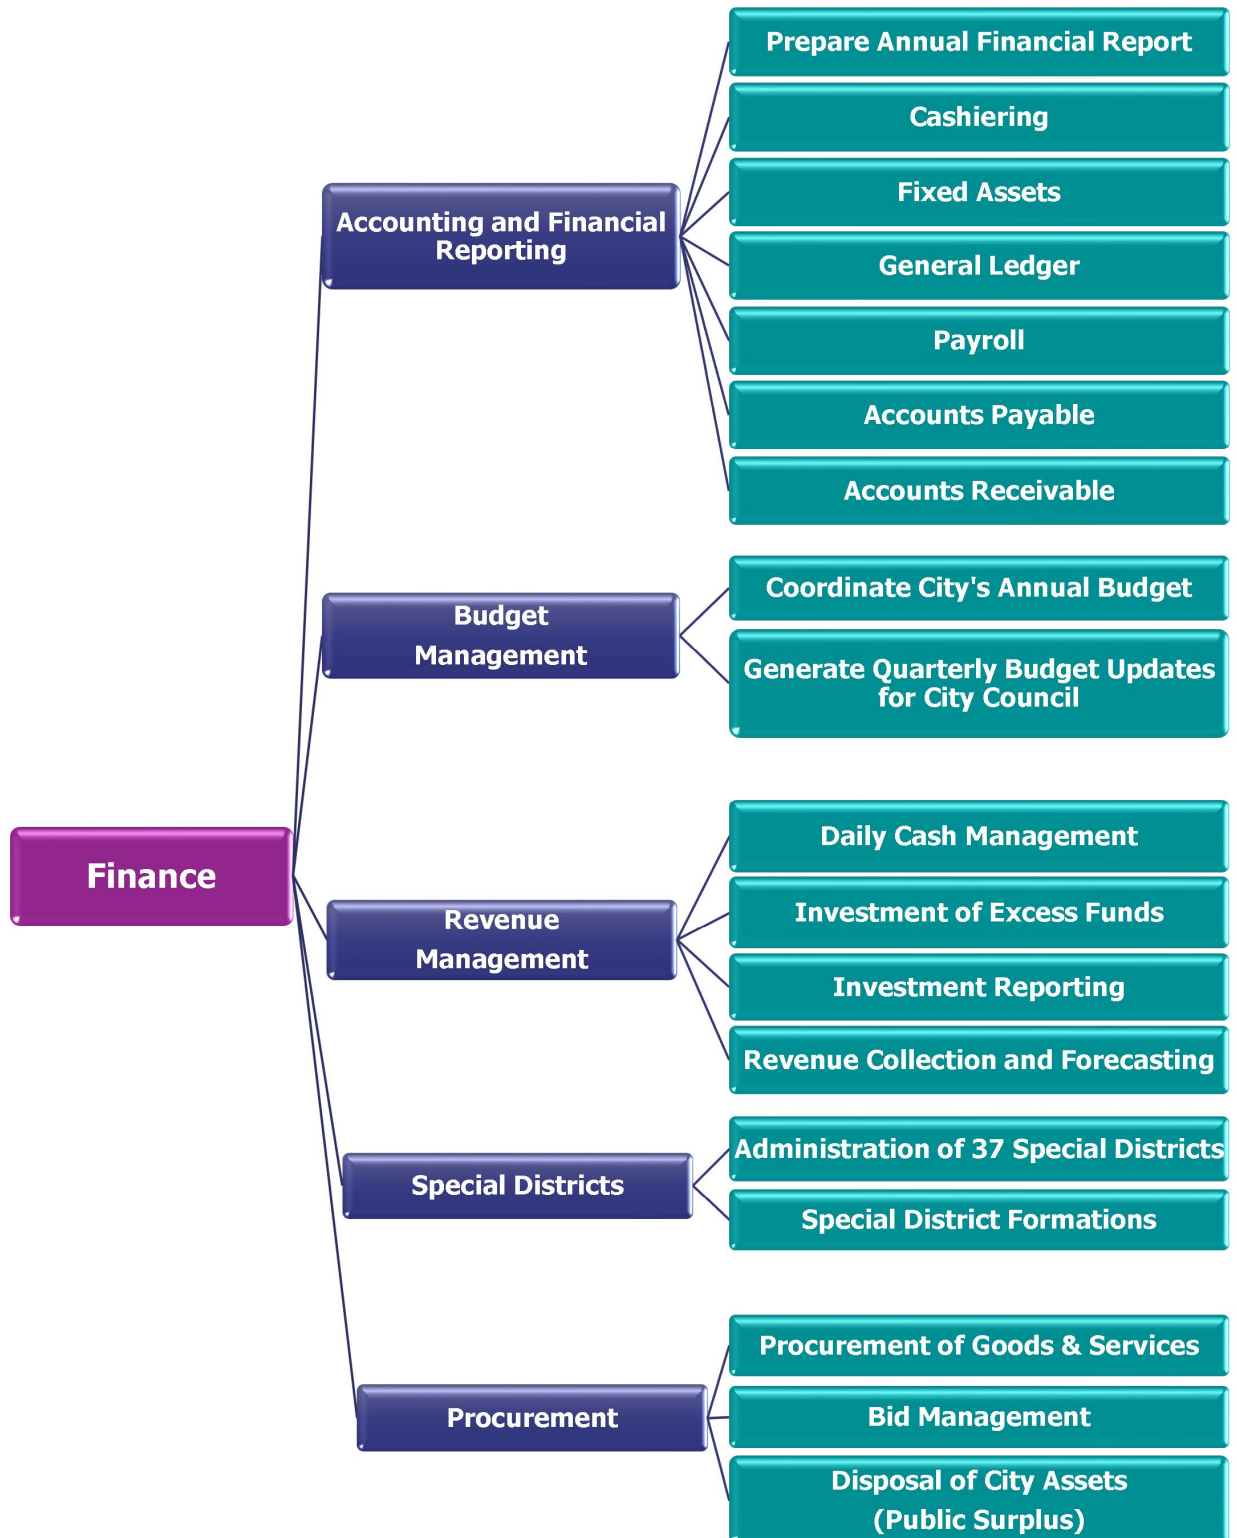 Finance
Accounting and Financial
Reporting
Prepare Annual Financial Report
Cashiering
Fixed Assets
General Ledger
Payroll
Accounts Payable
Accounts Receivable
Budget
Management
Coordinate City's Annual Budget
Generate Quarterly Budget Updates
for City Council
Revenue
Management
Daily Cash Management
Investment of Excess Funds
Investment Reporting
Revenue Collection and Forecasting
Special Districts
Administration of 37 Special Districts
Special District Formations
Procurement
Procurement of Goods & Services
Bid Management
Disposal of City Assets
(Public Surplus)